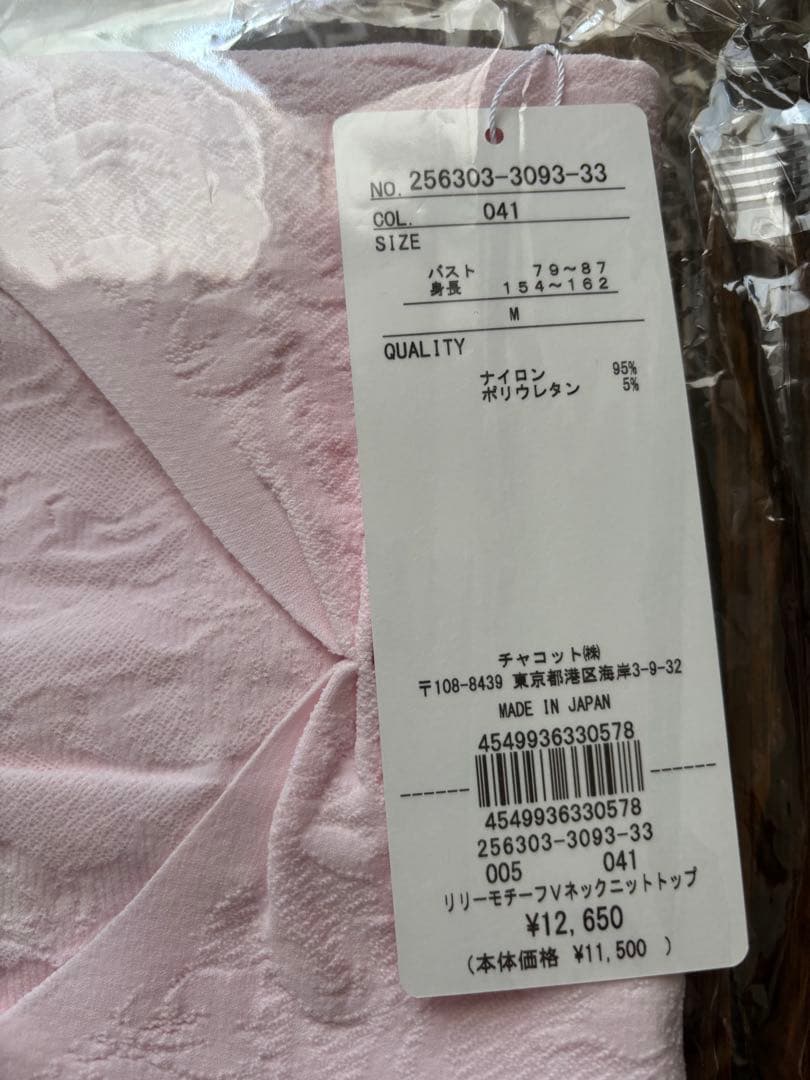 NO. 256303-3093-33
COL. 041
SIZE
バスト 79～87
身長 154～162
M
QUALITY
ナイロン 95%
ポリウレタン 5%
チャコット㈱
〒108-8439 東京都港区海岸3-9-32
MADE IN JAPAN
4549936330578
4549936330578
256303-3093-33
005 041
リリーモチーフVネックニットトップ
¥12,650
(本体価格 ¥11,500 )